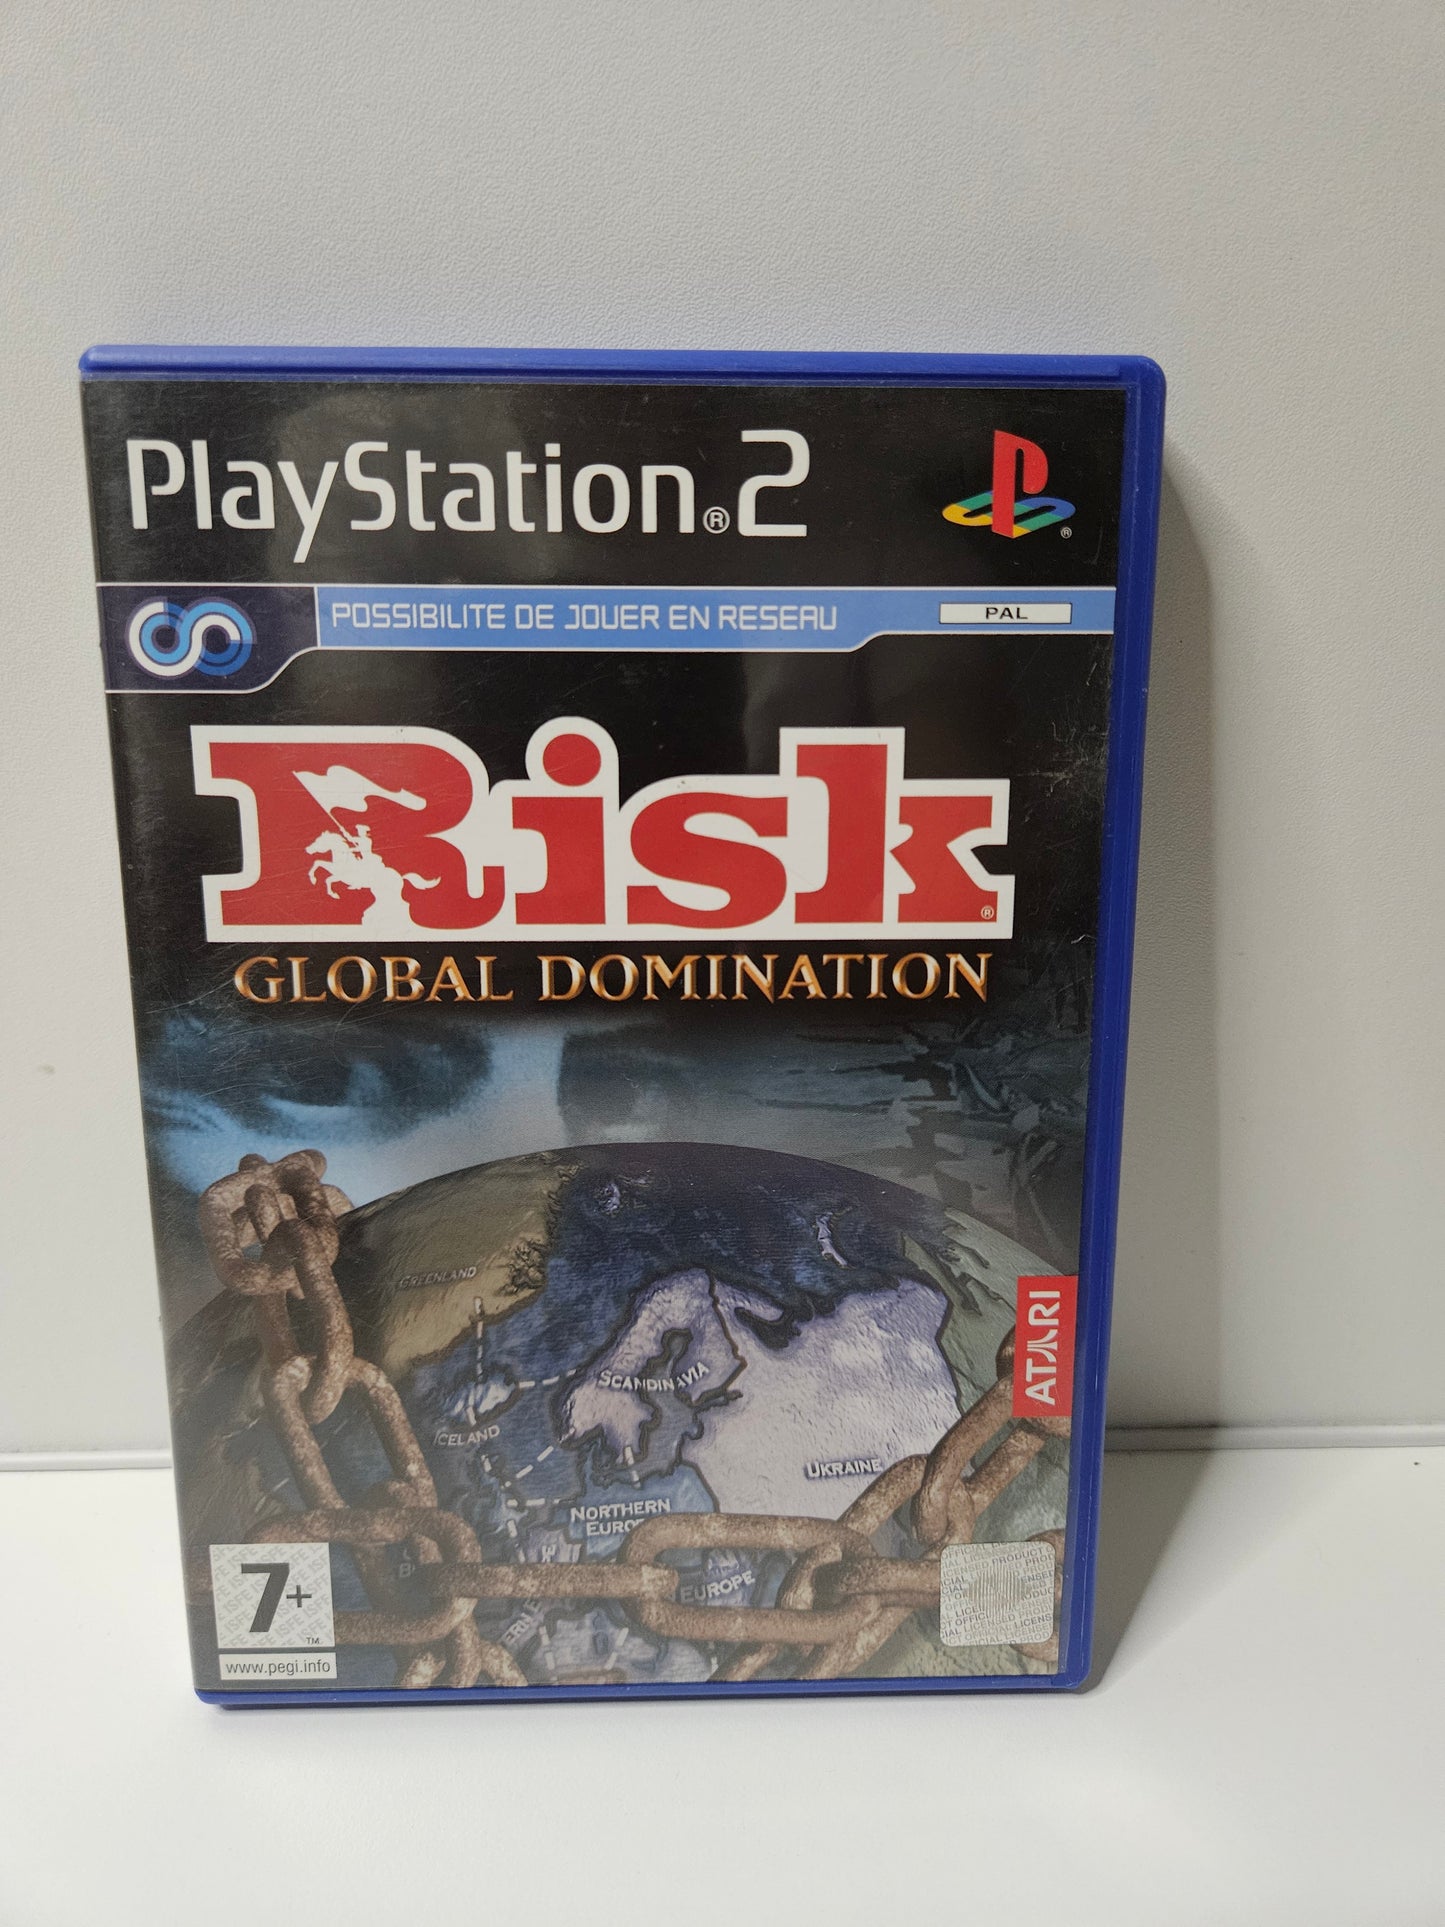 PlayStation®2
POSSIBILITE DE JOUER EN RESEAU
PAL
Risk®
GLOBAL DOMINATION
GREENLAND
SCANDINAVIA
ICELAND
UKRAINE
ATARI
NORTHERN
EUROPE
7+
TM
www.pegi.info